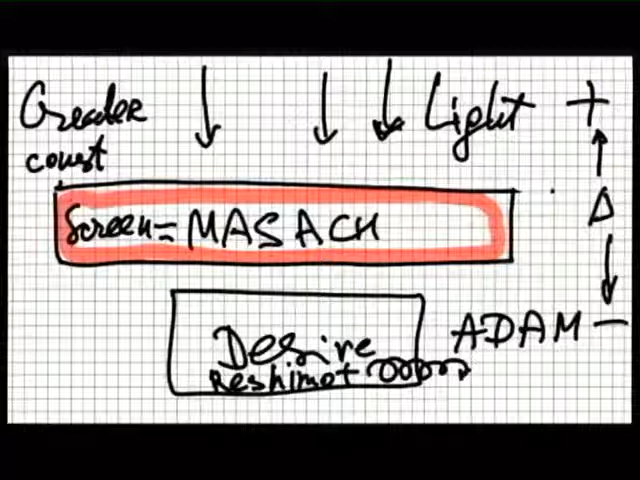 Creator Light +
const
Δ
Screen = MASACH
ADAM -
Desire
Reshimot